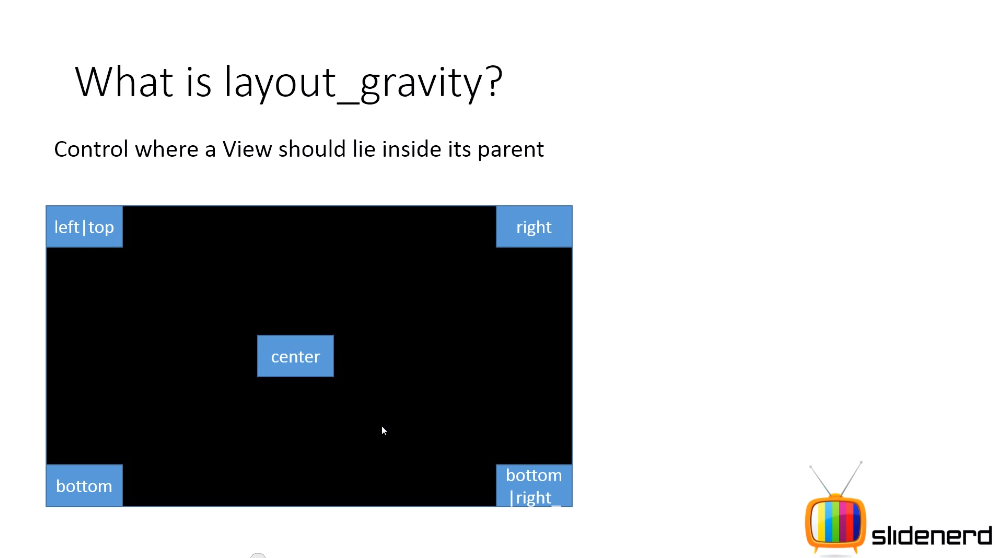 What is layout_gravity?
Control where a View should lie inside its parent
left|top
right
center
bottom
bottom
|right_
slidenerd